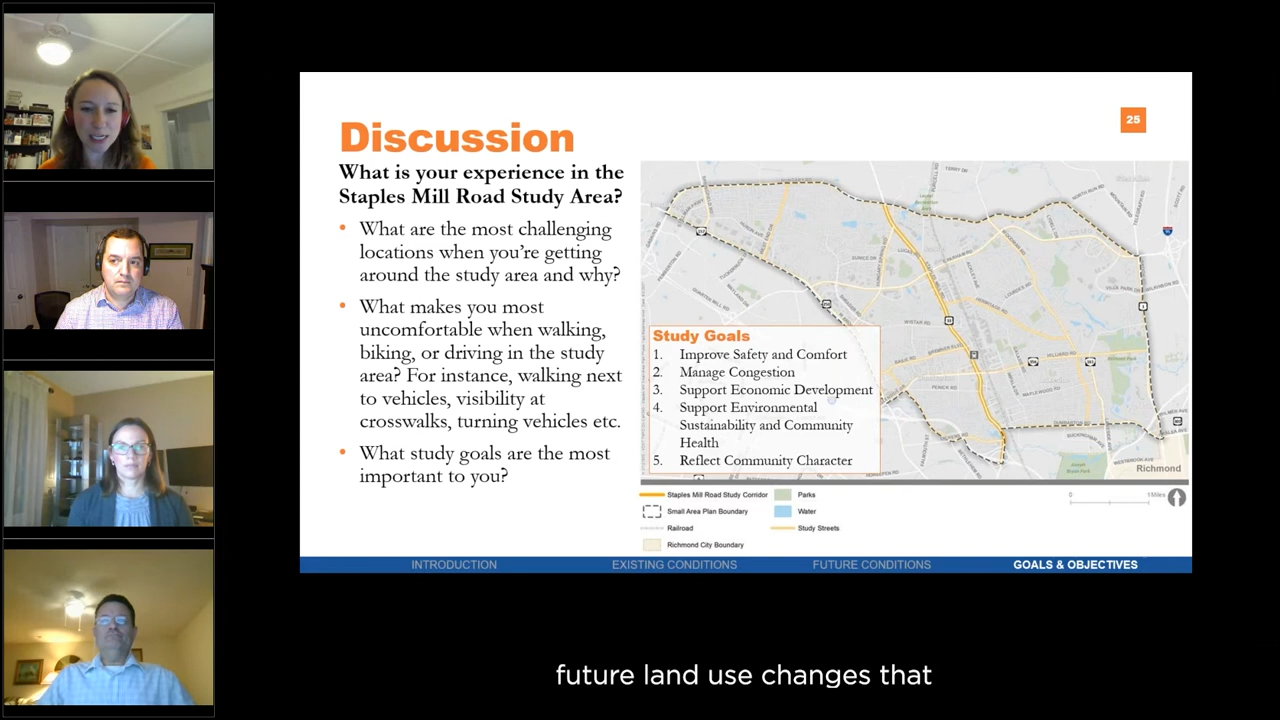 Discussion
25
What is your experience in the
Staples Mill Road Study Area?
• What are the most challenging
locations when you're getting
around the study area and why?
• What makes you most
uncomfortable when walking,
biking, or driving in the study
area? For instance, walking next
to vehicles, visibility at
crosswalks, turning vehicles etc.
• What study goals are the most
important to you?
Study Goals
1. Improve Safety and Comfort
2. Manage Congestion
3. Support Economic Development
4. Support Environmental
Sustainability and Community
Health
5. Reflect Community Character
Richmond
Staples Mill Road Study Corridor
Parks
Small Area Plan Boundary
Water
Railroad
Study Streets
Richmond City Boundary
0 1 Miles
INTRODUCTION
EXISTING CONDITIONS
FUTURE CONDITIONS
GOALS & OBJECTIVES
future land use changes that